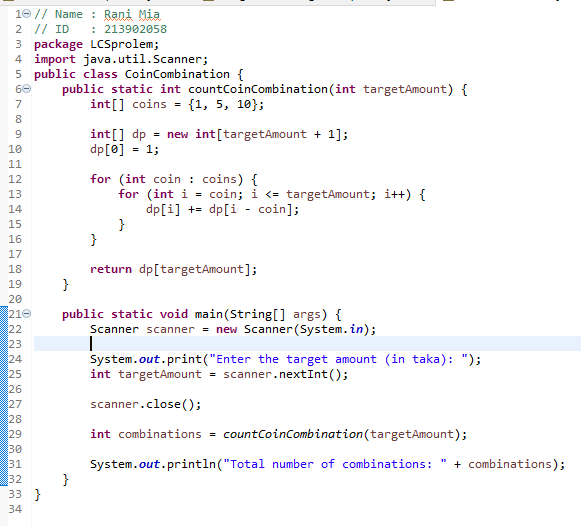 1 // Name : Rani Mia
2 // ID   : 213902058
3 package LCSprolem;
4 import java.util.Scanner;
5 public class CoinCombination {
6     public static int countCoinCombination(int targetAmount) {
7         int[] coins = {1, 5, 10};
8
9         int[] dp = new int[targetAmount + 1];
10         dp[0] = 1;
11
12         for (int coin : coins) {
13             for (int i = coin; i <= targetAmount; i++) {
14                 dp[i] += dp[i - coin];
15             }
16         }
17
18         return dp[targetAmount];
19     }
20
21     public static void main(String[] args) {
22         Scanner scanner = new Scanner(System.in);
23
24         System.out.print("Enter the target amount (in taka): ");
25         int targetAmount = scanner.nextInt();
26
27         scanner.close();
28
29         int combinations = countCoinCombination(targetAmount);
30
31         System.out.println("Total number of combinations: " + combinations);
32     }
33 }
34